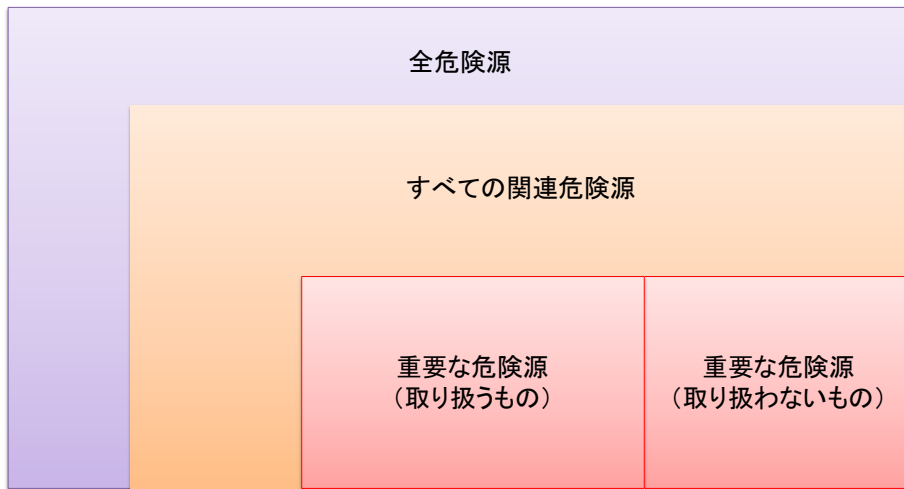 全危険源
すべての関連危険源
重要な危険源
（取り扱うもの）
重要な危険源
（取り扱わないもの）